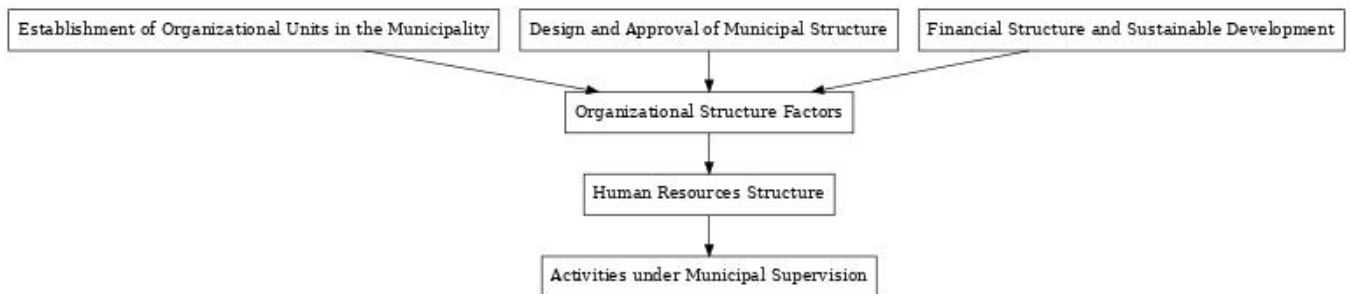 Establishment of Organizational Units in the Municipality
Design and Approval of Municipal Structure
Financial Structure and Sustainable Development
Organizational Structure Factors
Human Resources Structure
Activities under Municipal Supervision